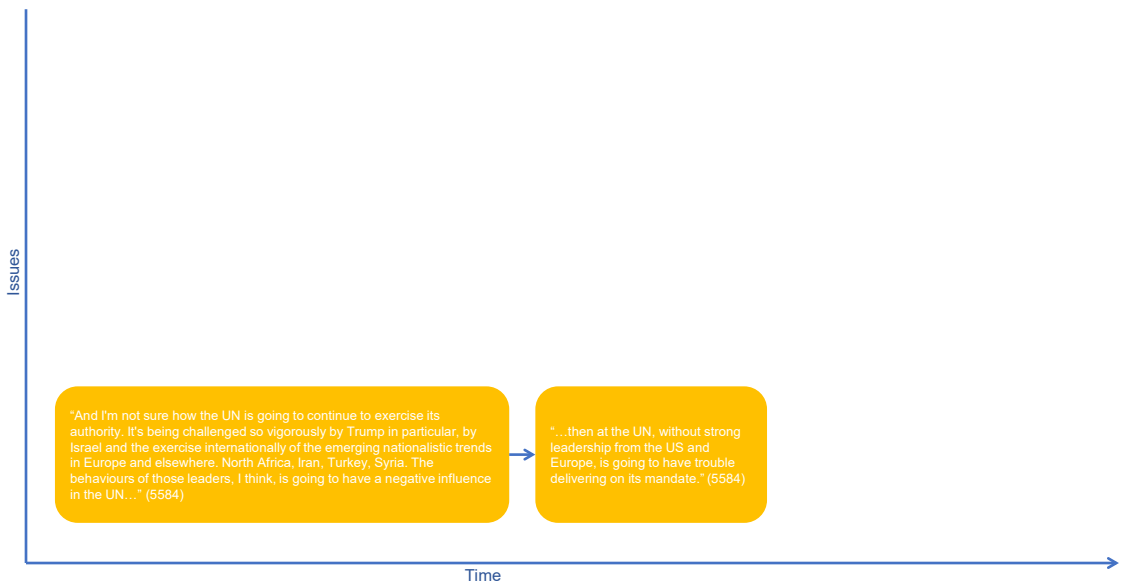 Issues
“And I'm not sure how the UN is going to continue to exercise its
authority. It's being challenged so vigorously by Trump in particular, by
Israel and the exercise internationally of the emerging nationalistic trends
in Europe and elsewhere. North Africa, Iran, Turkey, Syria. The
behaviours of those leaders, I think, is going to have a negative influence
in the UN…” (5584)
“…then at the UN, without strong
leadership from the US and
Europe, is going to have trouble
delivering on its mandate.” (5584)
Time